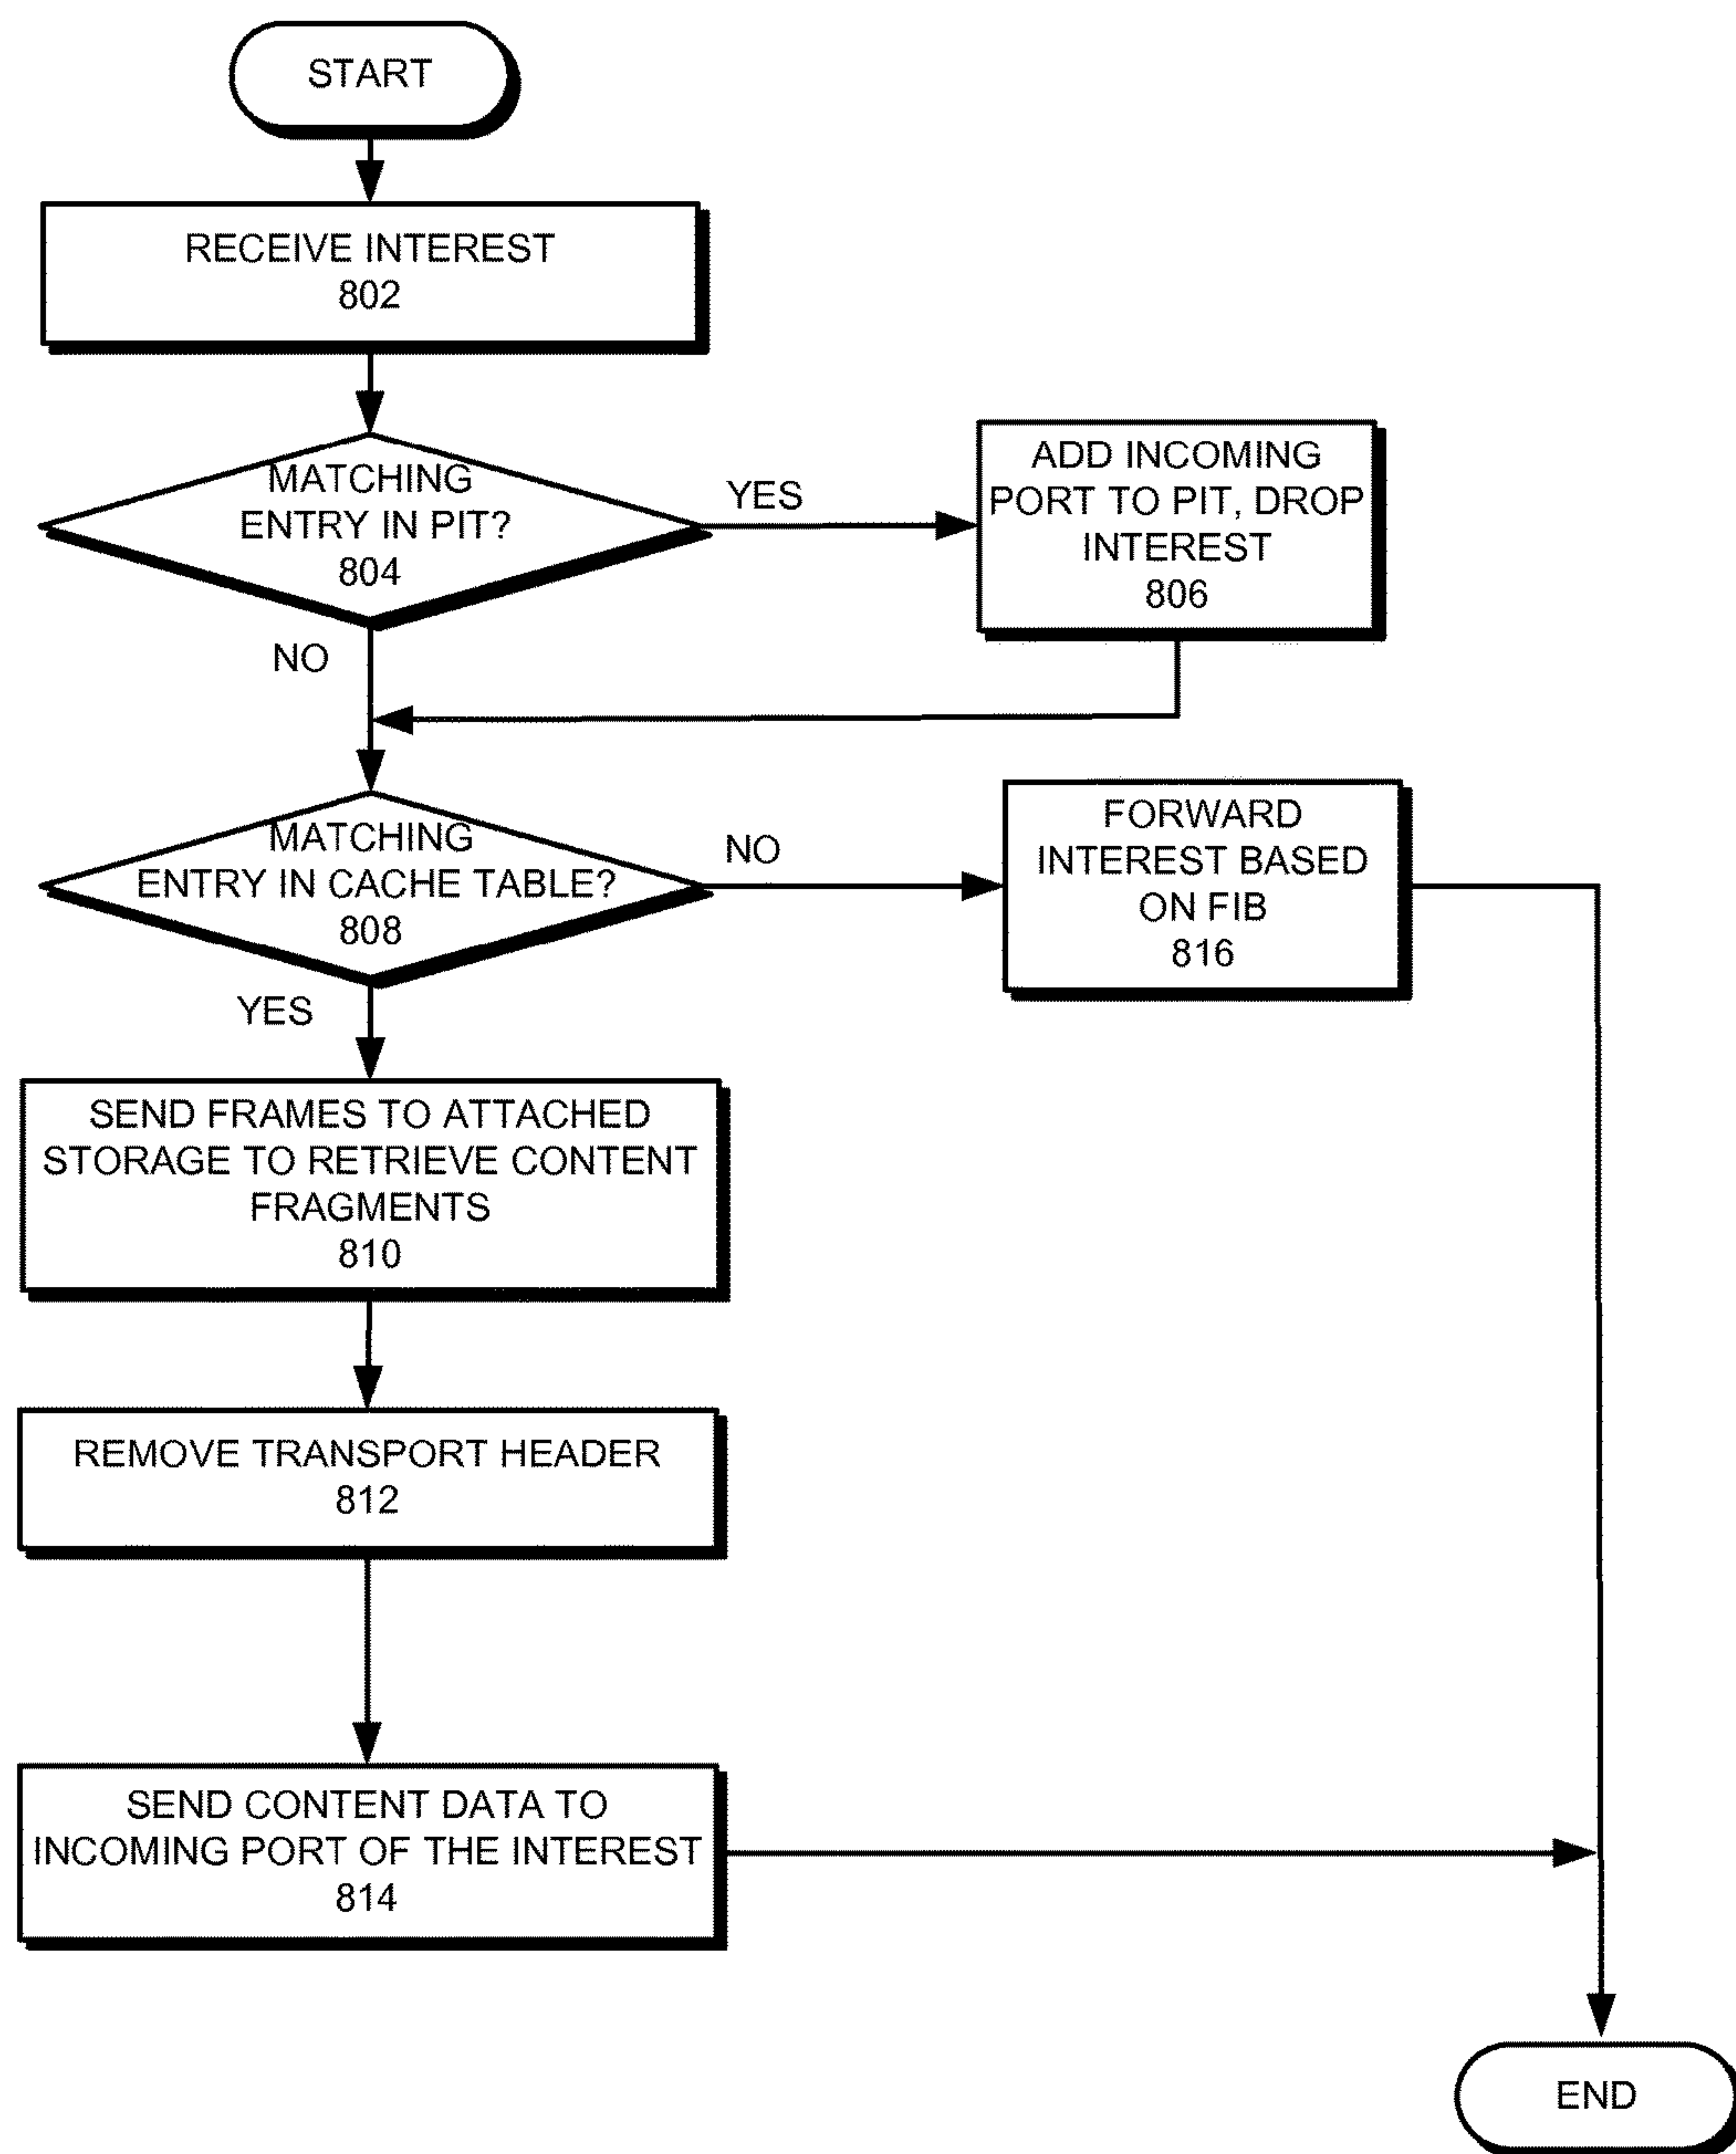 START
RECEIVE INTEREST
802
MATCHING
ENTRY IN PIT?
804
YES
ADD INCOMING
PORT TO PIT, DROP
INTEREST
806
NO
MATCHING
ENTRY IN CACHE TABLE?
808
NO
FORWARD
INTEREST BASED
ON FIB
816
YES
SEND FRAMES TO ATTACHED
STORAGE TO RETRIEVE CONTENT
FRAGMENTS
810
REMOVE TRANSPORT HEADER
812
SEND CONTENT DATA TO
INCOMING PORT OF THE INTEREST
814
END